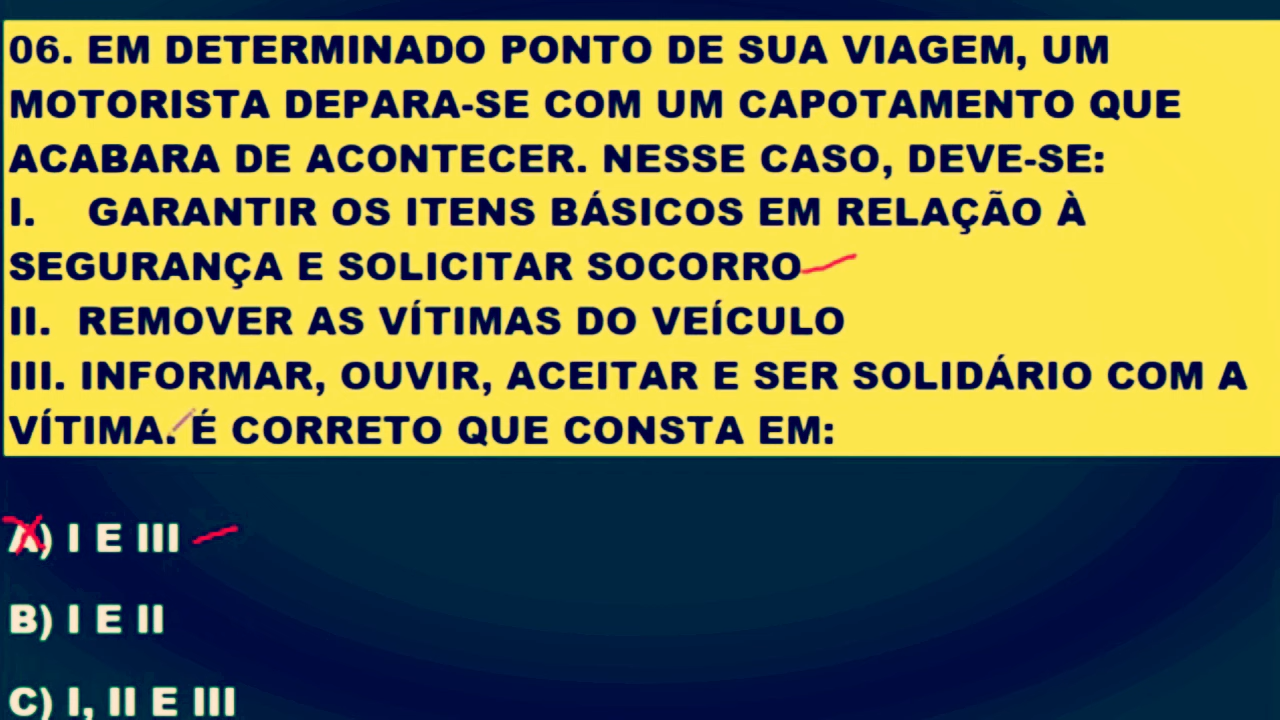 06. EM DETERMINADO PONTO DE SUA VIAGEM, UM
MOTORISTA DEPARA-SE COM UM CAPOTAMENTO QUE
ACABARA DE ACONTECER. NESSE CASO, DEVE-SE:
I. GARANTIR OS ITENS BÁSICOS EM RELAÇÃO À
SEGURANÇA E SOLICITAR SOCORRO
II. REMOVER AS VÍTIMAS DO VEÍCULO
III. INFORMAR, OUVIR, ACEITAR E SER SOLIDÁRIO COM A
VÍTIMA. É CORRETO QUE CONSTA EM:
A) I E III
B) I E II
C) I, II E III